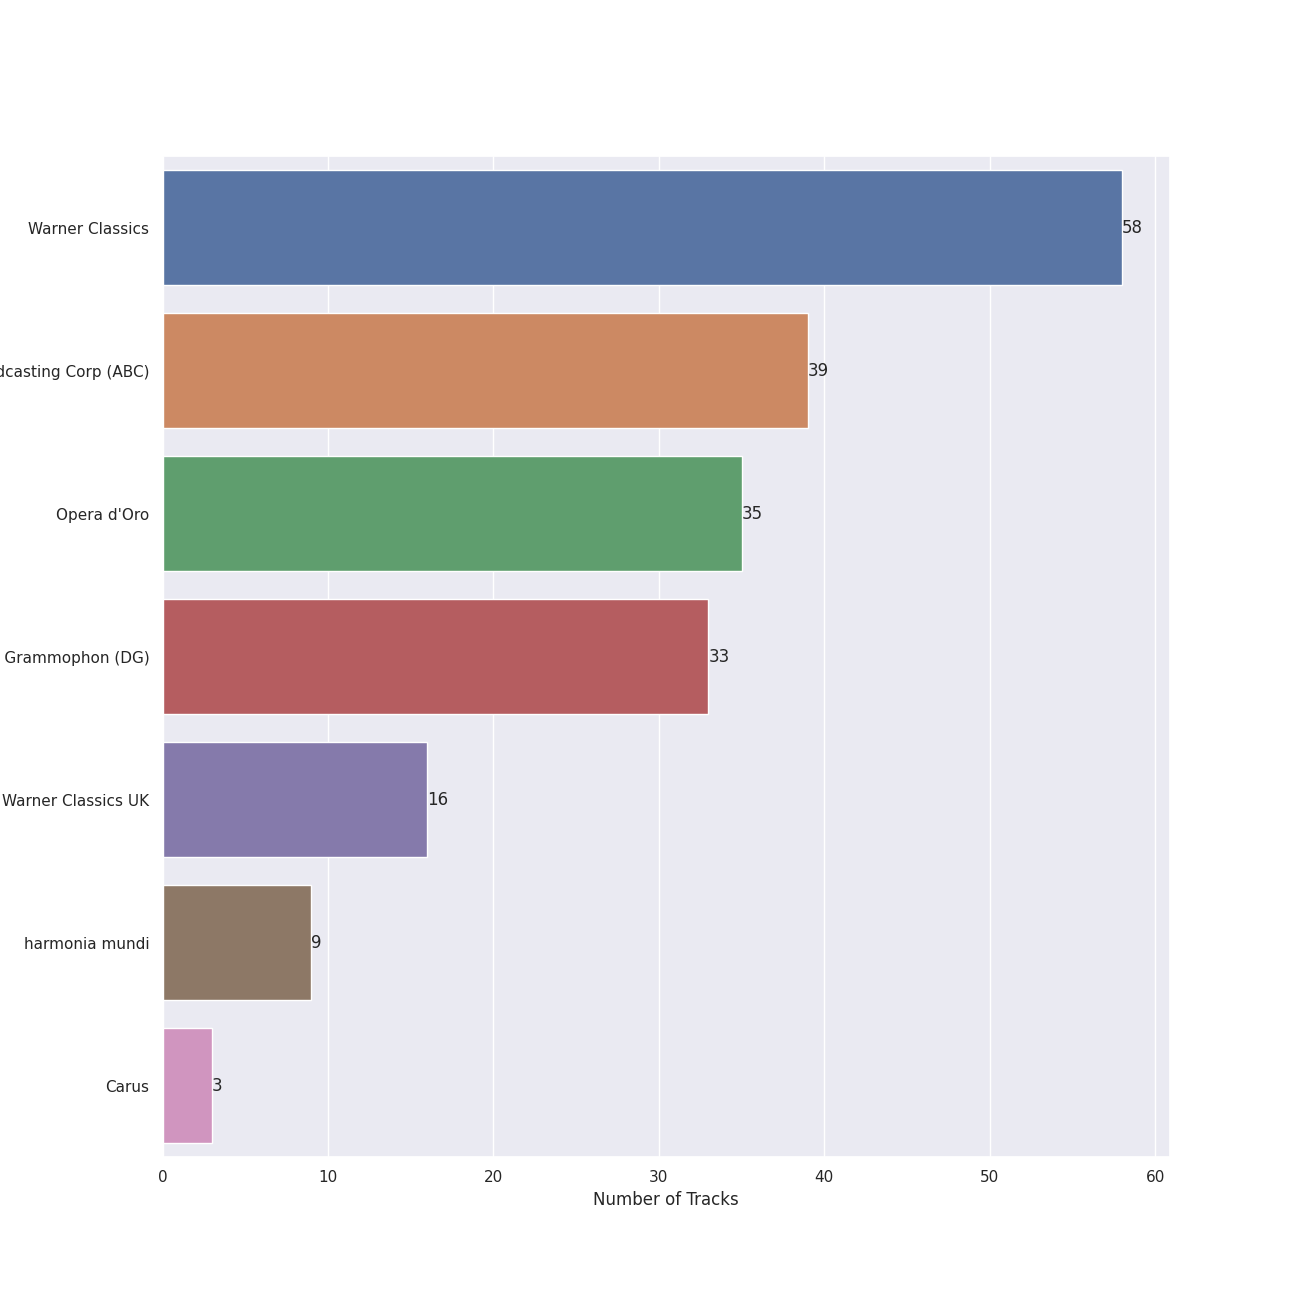 Warner Classics
58
Corp (ABC)
39
Opera d'Oro
35
Grammophon (DG)
33
Warner Classics UK
16
harmonia mundi
9
Carus
3
0 10 20 30 40 50 60
Number of Tracks